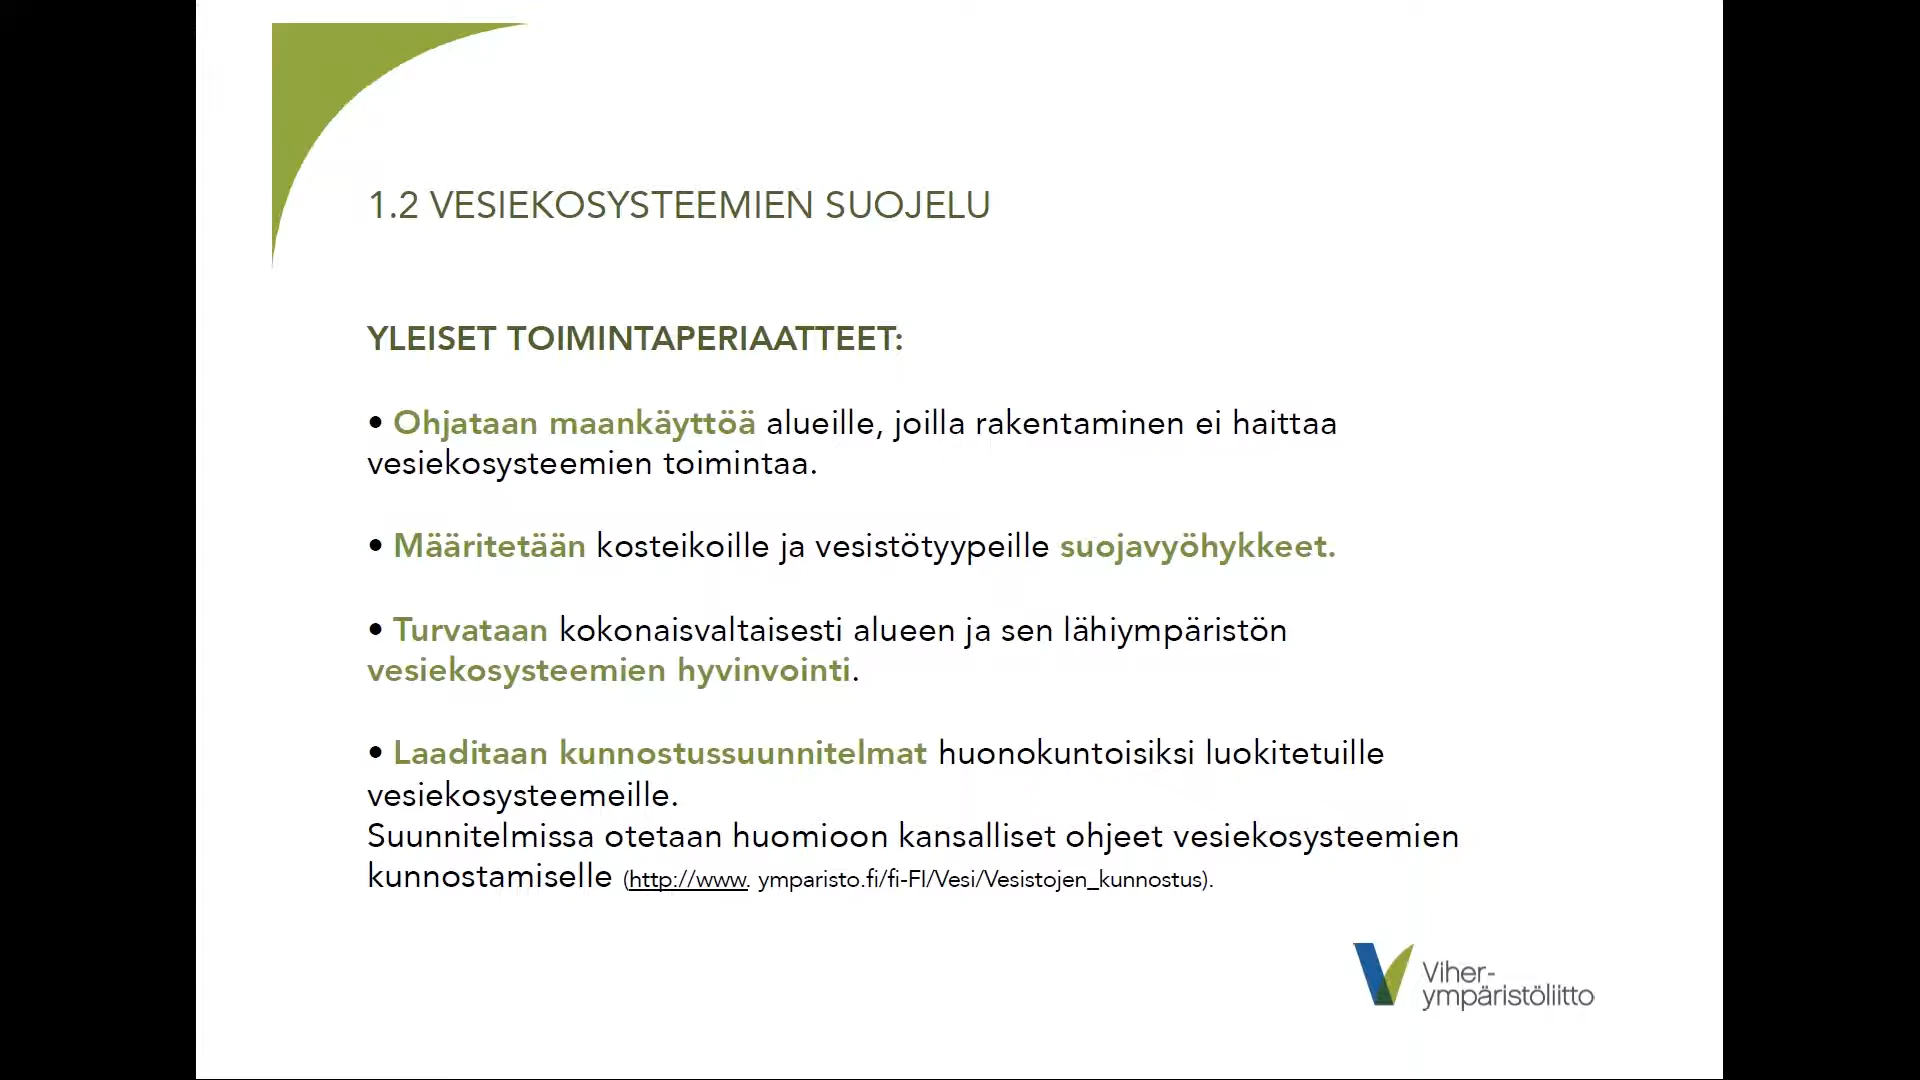 1.2 VESIEKOSYSTEEMIEN SUOJELU
YLEISET TOIMINTAPERIAATTEET:
• Ohjataan maankäyttöä alueille, joilla rakentaminen ei haittaa
vesiekosysteemien toimintaa.
• Määritetään kosteikoille ja vesistötyypeille suojavyöhykkeet.
• Turvataan kokonaisvaltaisesti alueen ja sen lähiympäristön
vesiekosysteemien hyvinvointi.
• Laaditaan kunnostussuunnitelmat huonokuntoisiksi luokitetuille
vesiekosysteemeille.
Suunnitelmissa otetaan huomioon kansalliset ohjeet vesiekosysteemien
kunnostamiselle (http://www. ymparisto.fi/fi-FI/Vesi/Vesistojen_kunnostus).
Viher-
ympäristöliitto